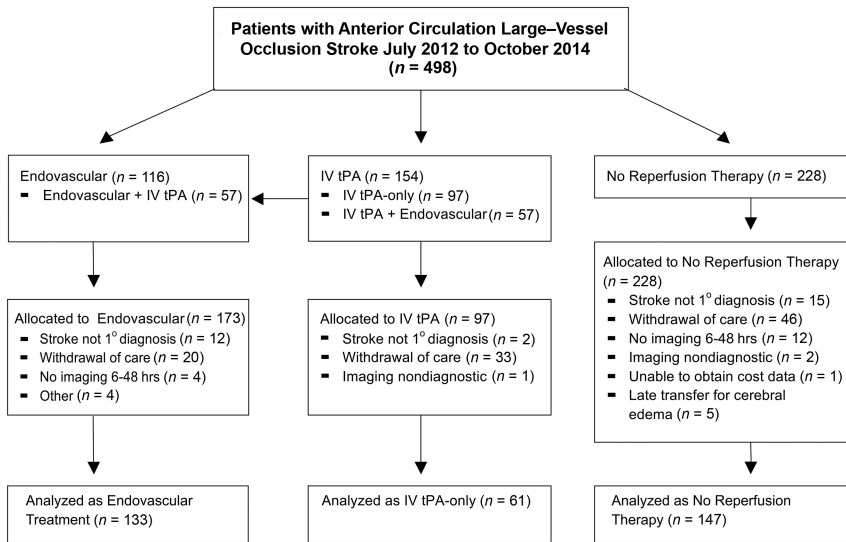 Patients with Anterior Circulation Large–Vessel
Occlusion Stroke July 2012 to October 2014
(n = 498)
Endovascular (n = 116)
▪ Endovascular + IV tPA (n = 57)
IV tPA (n = 154)
▪ IV tPA-only (n = 97)
▪ IV tPA + Endovascular (n = 57)
No Reperfusion Therapy (n = 228)
Allocated to Endovascular (n = 173)
▪ Stroke not 1° diagnosis (n = 12)
▪ Withdrawal of care (n = 20)
▪ No imaging 6-48 hrs (n = 4)
▪ Other (n = 4)
Allocated to IV tPA (n = 97)
▪ Stroke not 1° diagnosis (n = 2)
▪ Withdrawal of care (n = 33)
▪ Imaging nondiagnostic (n = 1)
Allocated to No Reperfusion Therapy
(n = 228)
▪ Stroke not 1° diagnosis (n = 15)
▪ Withdrawal of care (n = 46)
▪ No imaging 6-48 hrs (n = 12)
▪ Imaging nondiagnostic (n = 2)
▪ Unable to obtain cost data (n = 1)
▪ Late transfer for cerebral
edema (n = 5)
Analyzed as Endovascular
Treatment (n = 133)
Analyzed as IV tPA-only (n = 61)
Analyzed as No Reperfusion
Therapy (n = 147)